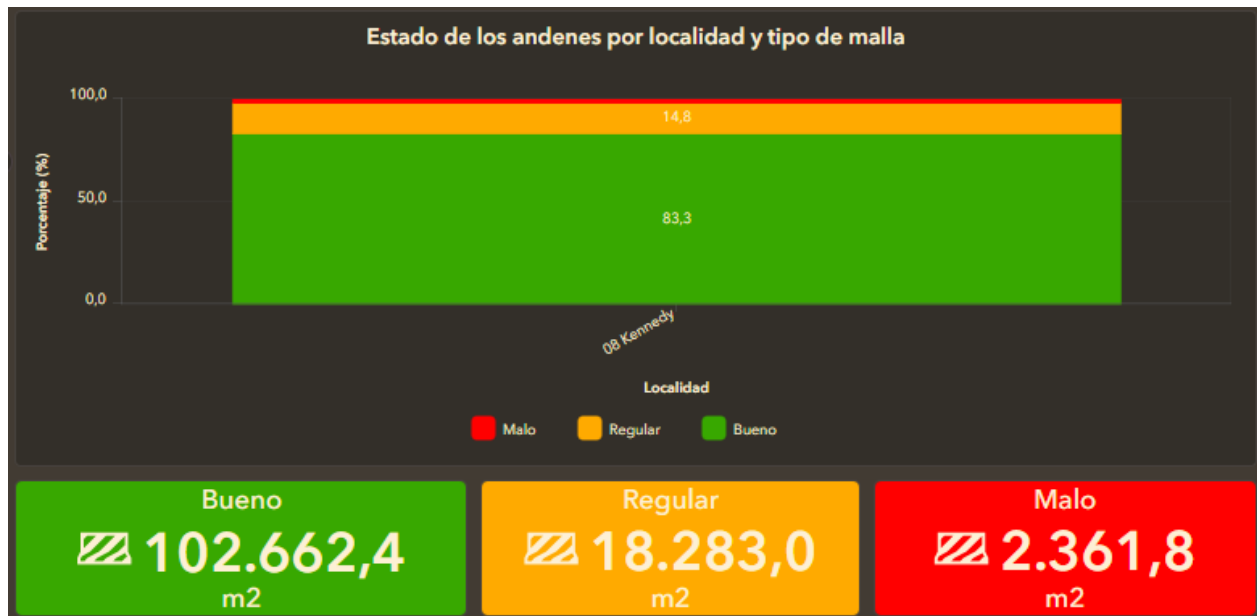 Estado de los andenes por localidad y tipo de malla
100,0
14,8
Porcentaje (%)
50,0
83,3
0,0
08 Kennedy
Localidad
Malo
Regular
Bueno
Bueno
102.662,4
m2
Regular
18.283,0
m2
Malo
2.361,8
m2